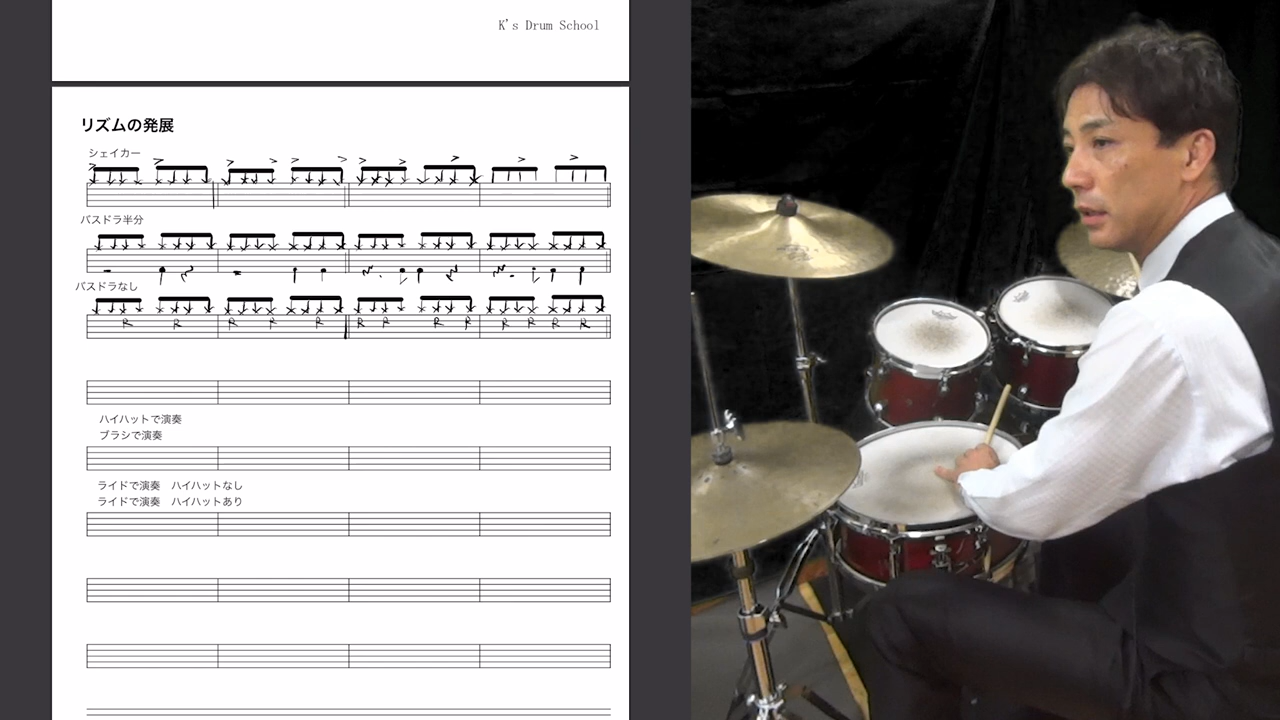 K's Drum School
リズムの発展
シェイカー
バスドラ半分
バスドラなし
R R R R R R R R R R R R R
ハイハットで演奏
ブラシで演奏
ライドで演奏 ハイハットなし
ライドで演奏 ハイハットあり